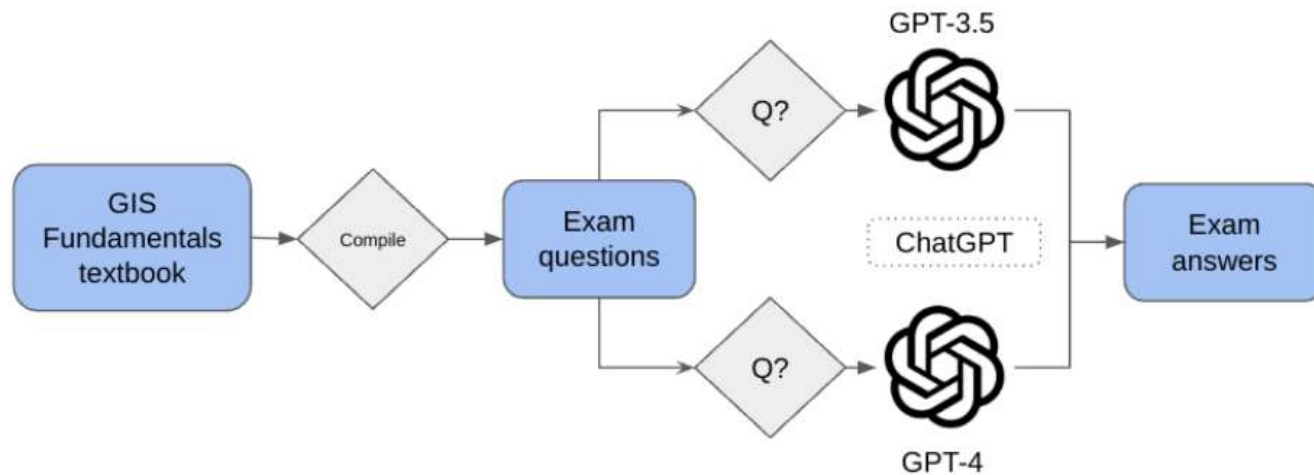 GPT-3.5
Q?
GIS
Fundamentals
textbook
Compile
Exam
questions
ChatGPT
Exam
answers
Q?
GPT-4